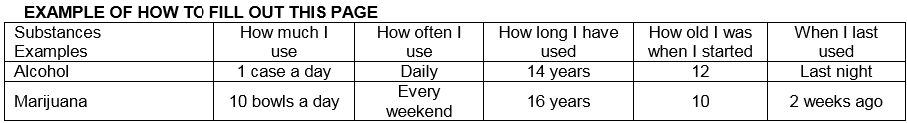 EXAMPLE OF HOW TO FILL OUT THIS PAGE
Substances Examples | How much I use | How often I use | How long I have used | How old I was when I started | When I last used
Alcohol | 1 case a day | Daily | 14 years | 12 | Last night
Marijuana | 10 bowls a day | Every weekend | 16 years | 10 | 2 weeks ago